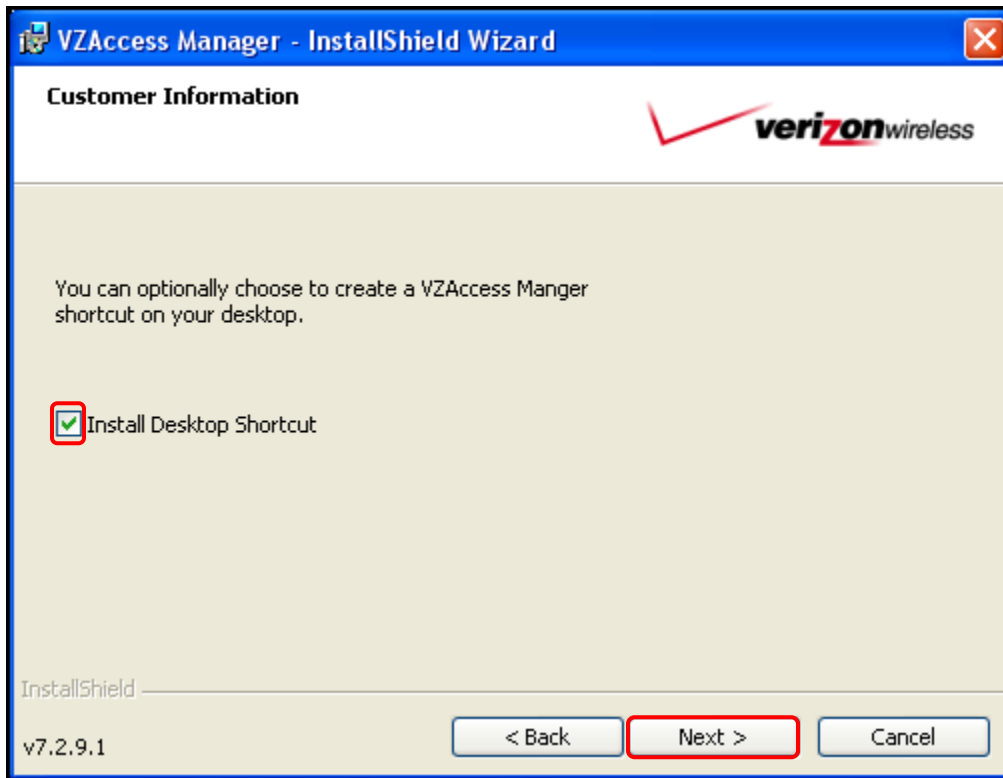 VZAccess Manager - InstallShield Wizard
Customer Information
verizonwireless
You can optionally choose to create a VZAccess Manger
shortcut on your desktop.
Install Desktop Shortcut
InstallShield
v7.2.9.1
< Back
Next >
Cancel